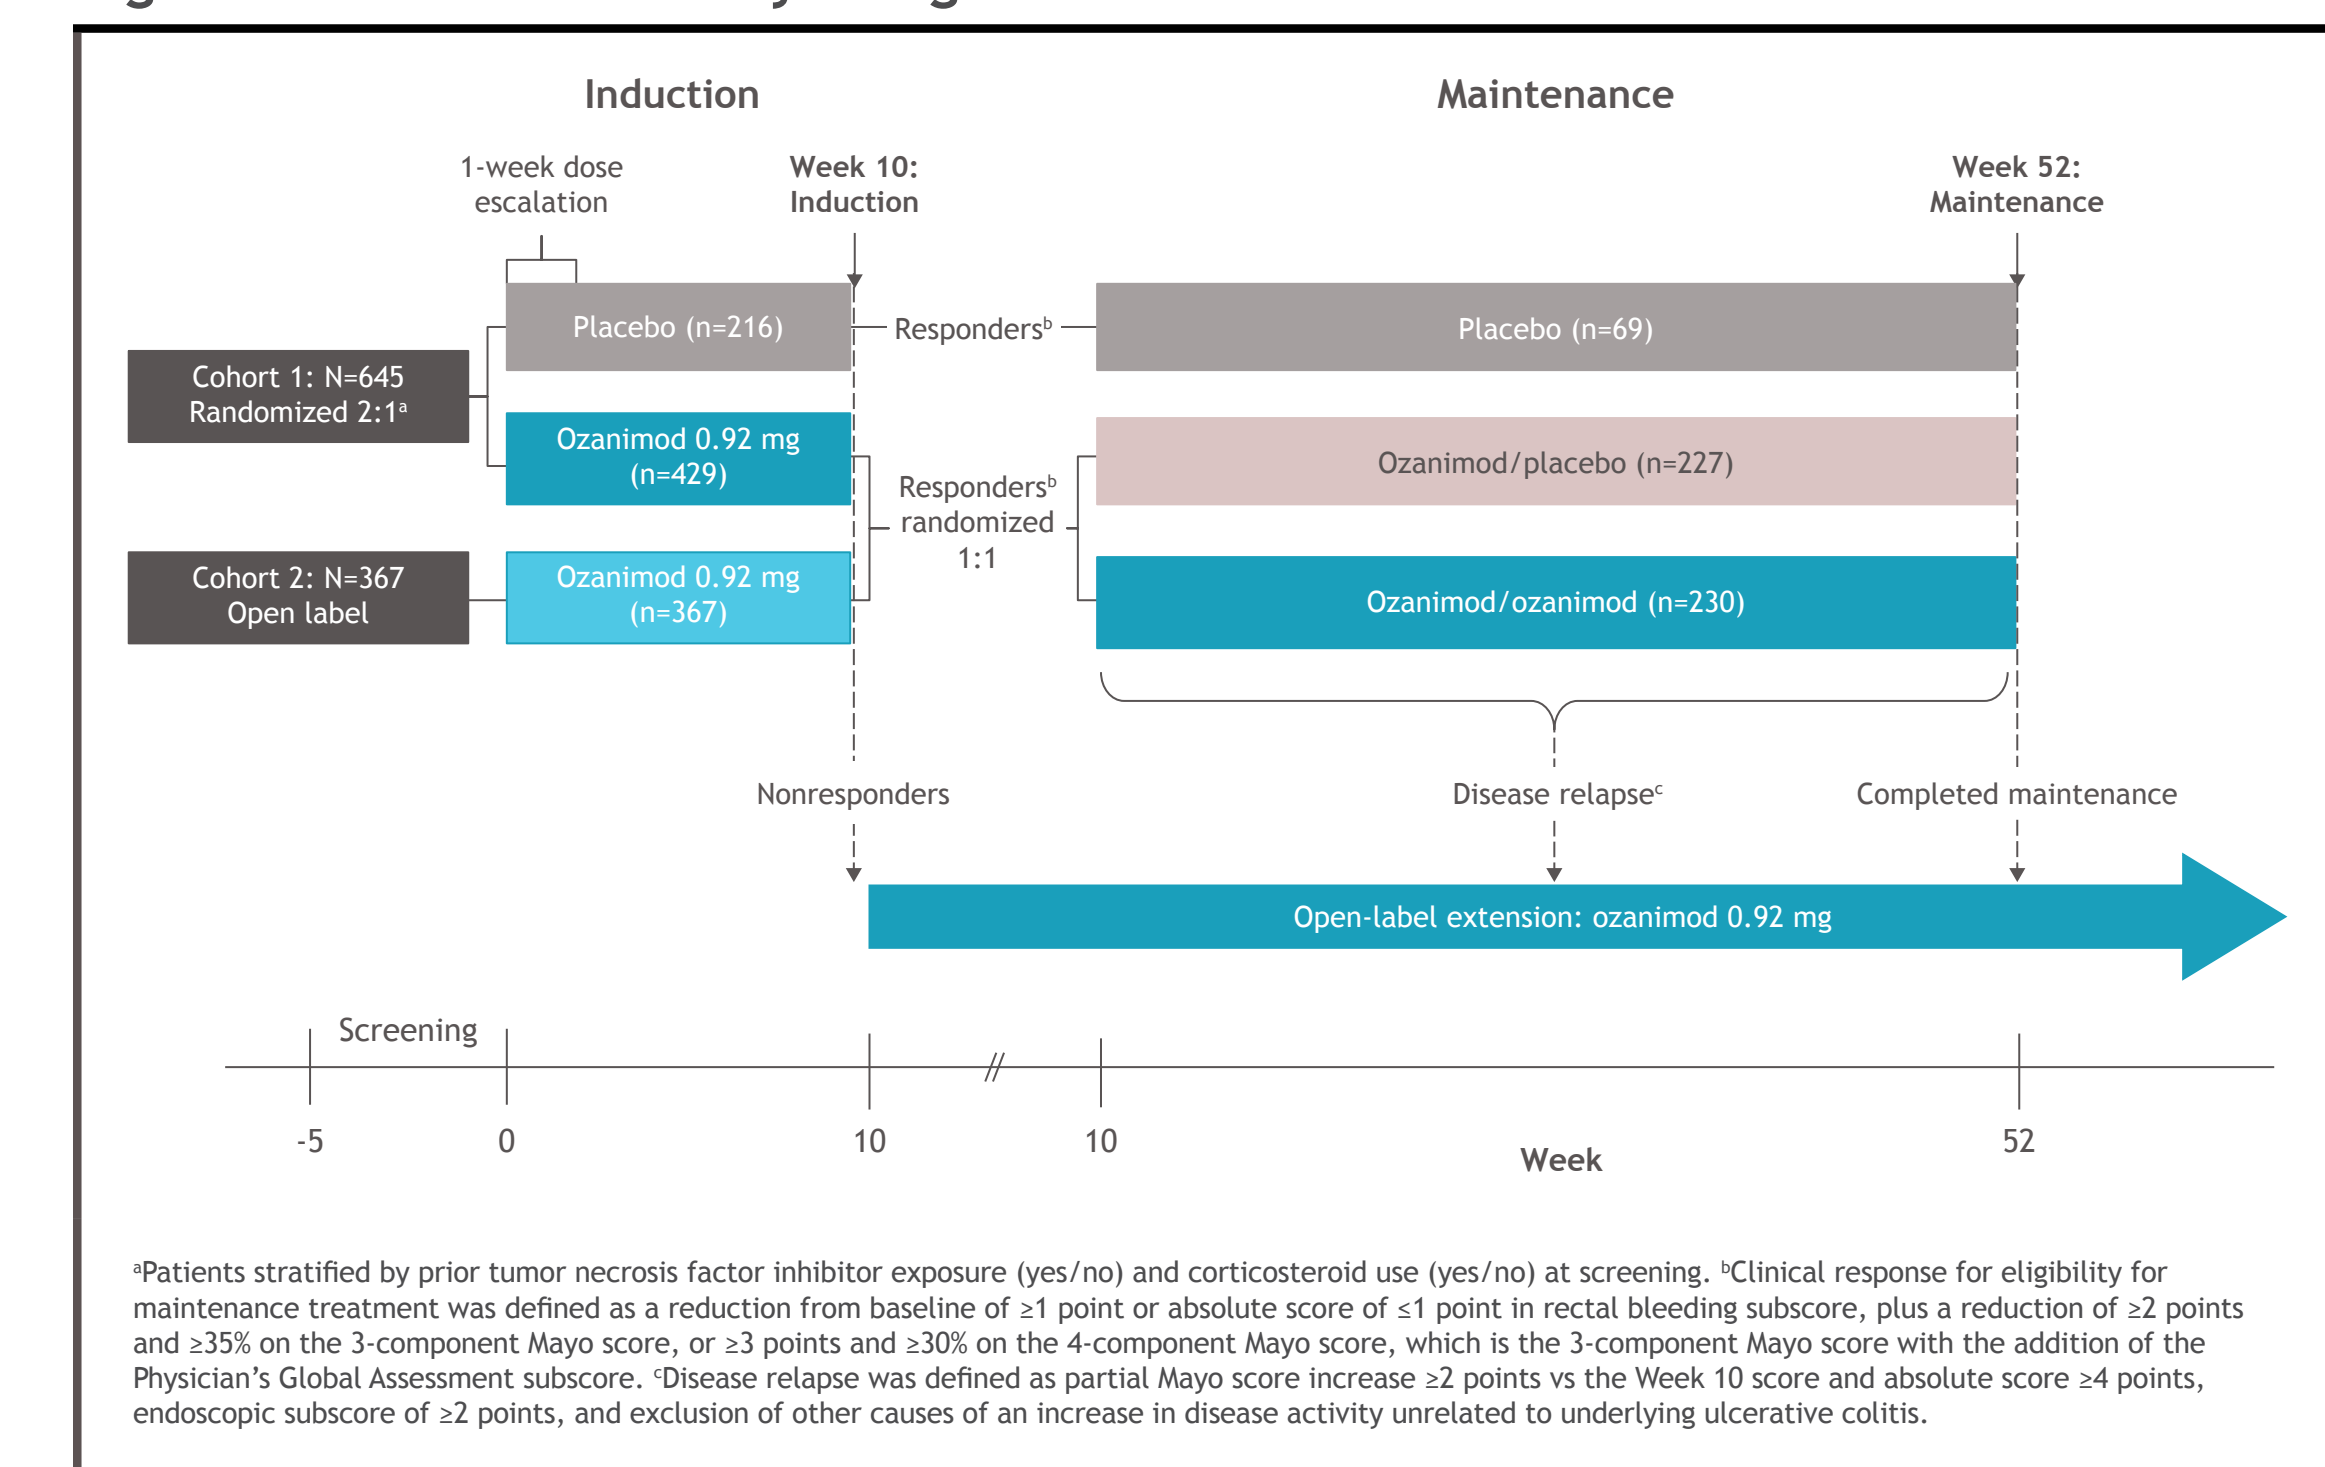 Induction
Maintenance
1-week dose
escalation
Week 10:
Induction
Week 52:
Maintenance
Placebo (n=216)
Respondersᵇ
Placebo (n=69)
Cohort 1: N=645
Randomized 2:1ᵃ
Ozanimod 0.92 mg
(n=429)
Respondersᵇ
randomized
1:1
Ozanimod/placebo (n=227)
Cohort 2: N=367
Open label
Ozanimod 0.92 mg
(n=367)
Ozanimod/ozanimod (n=230)
Nonresponders
Disease relapseᶜ
Completed maintenance
Open-label extension: ozanimod 0.92 mg
Screening
-5
0
10
10
52
Week
ᵃPatients stratified by prior tumor necrosis factor inhibitor exposure (yes/no) and corticosteroid use (yes/no) at screening. ᵇClinical response for eligibility for
maintenance treatment was defined as a reduction from baseline of ≥1 point or absolute score of ≤1 point in rectal bleeding subscore, plus a reduction of ≥2 points
and ≥35% on the 3-component Mayo score, or ≥3 points and ≥30% on the 4-component Mayo score, which is the 3-component Mayo score with the addition of the
Physician’s Global Assessment subscore. ᶜDisease relapse was defined as partial Mayo score increase ≥2 points vs the Week 10 score and absolute score ≥4 points,
endoscopic subscore of ≥2 points, and exclusion of other causes of an increase in disease activity unrelated to underlying ulcerative colitis.